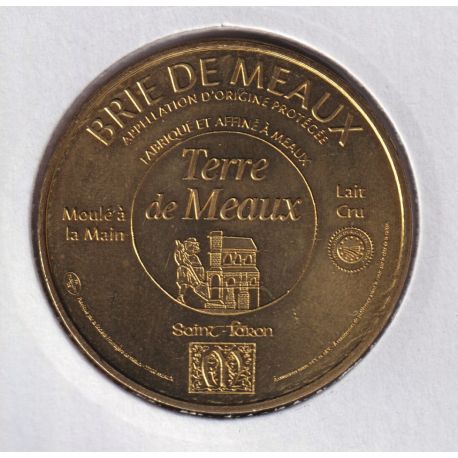 BRIE DE MEAUX
APPELLATION D'ORIGINE PROTÉGÉE
FABRIQUÉ ET AFFINÉ À MEAUX
Terre
de Meaux
Moulé à
la Main
Lait
Cru
Saint-Faron